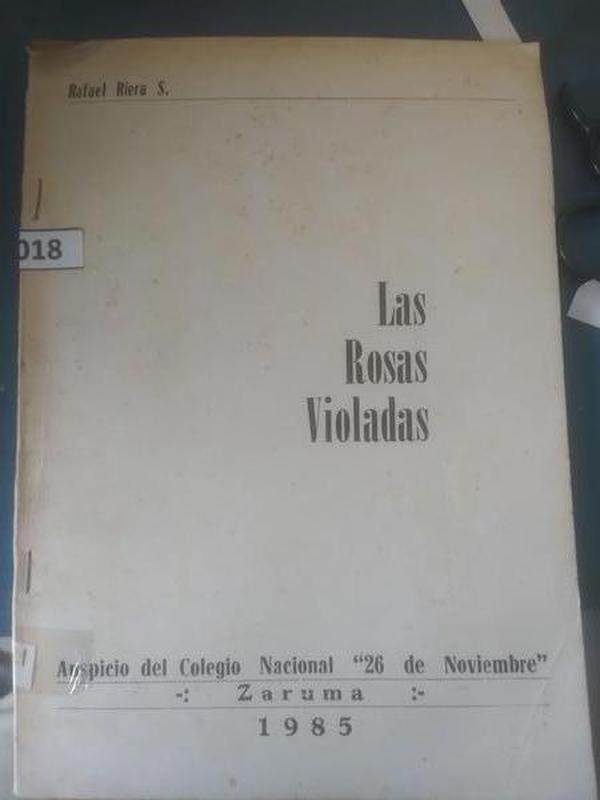 Rafael Riera S.
018
Las
Rosas
Violadas
Auspicio del Colegio Nacional “26 de Noviembre”
-: Zaruma :-
1985